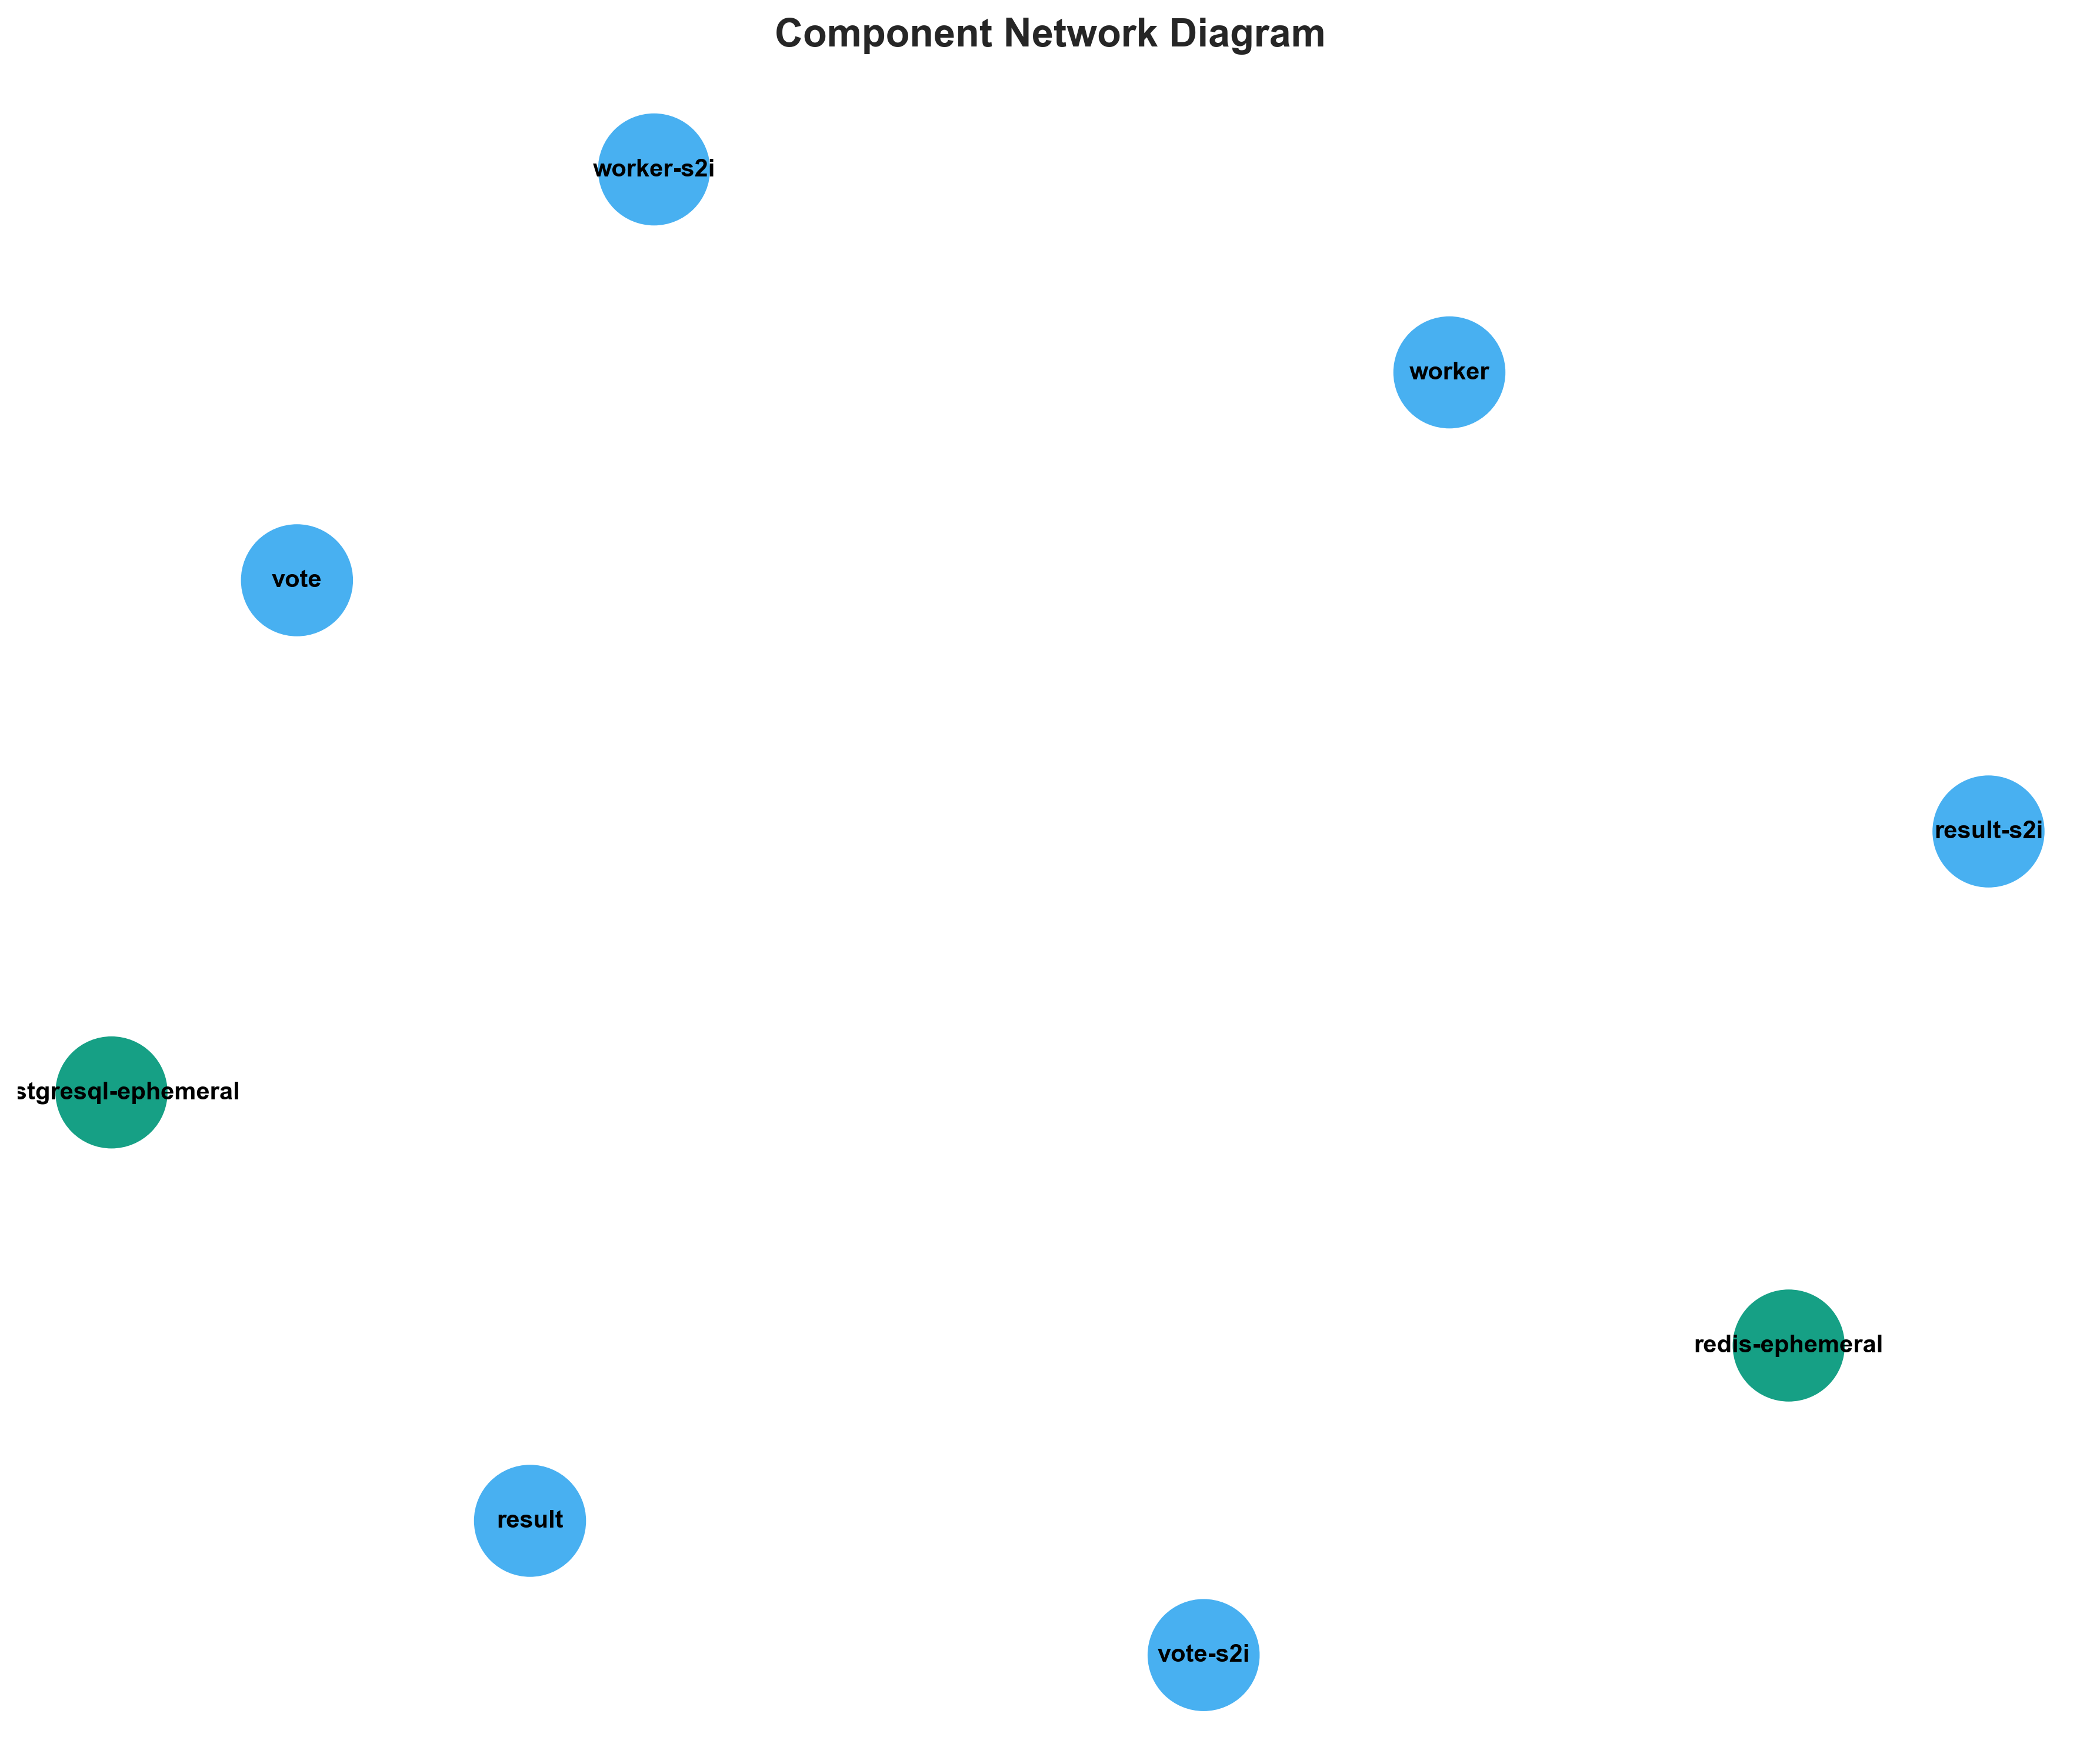 Component Network Diagram
worker-s2i
worker
vote
result-s2i
stgresql-ephemeral
redis-ephemeral
result
vote-s2i